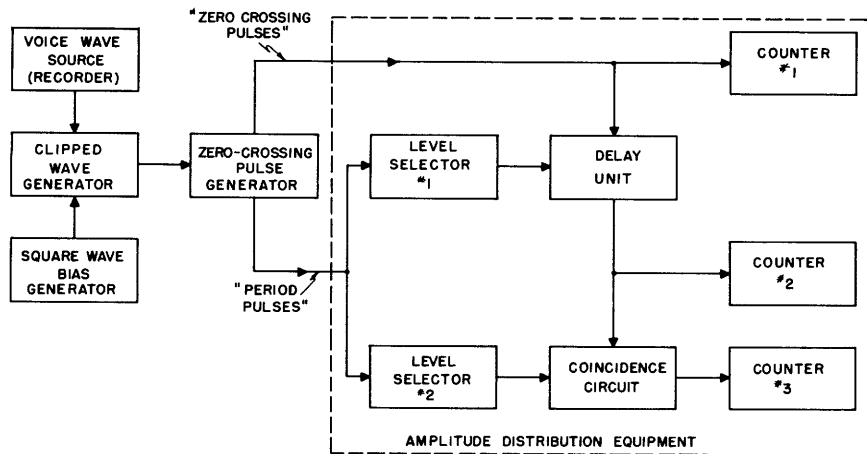 "ZERO CROSSING
PULSES"
VOICE WAVE
SOURCE
(RECORDER)
COUNTER
#1
CLIPPED
WAVE
GENERATOR
ZERO-CROSSING
PULSE
GENERATOR
LEVEL
SELECTOR
#1
DELAY
UNIT
SQUARE WAVE
BIAS
GENERATOR
"PERIOD
PULSES"
COUNTER
#2
LEVEL
SELECTOR
#2
COINCIDENCE
CIRCUIT
COUNTER
#3
AMPLITUDE DISTRIBUTION EQUIPMENT